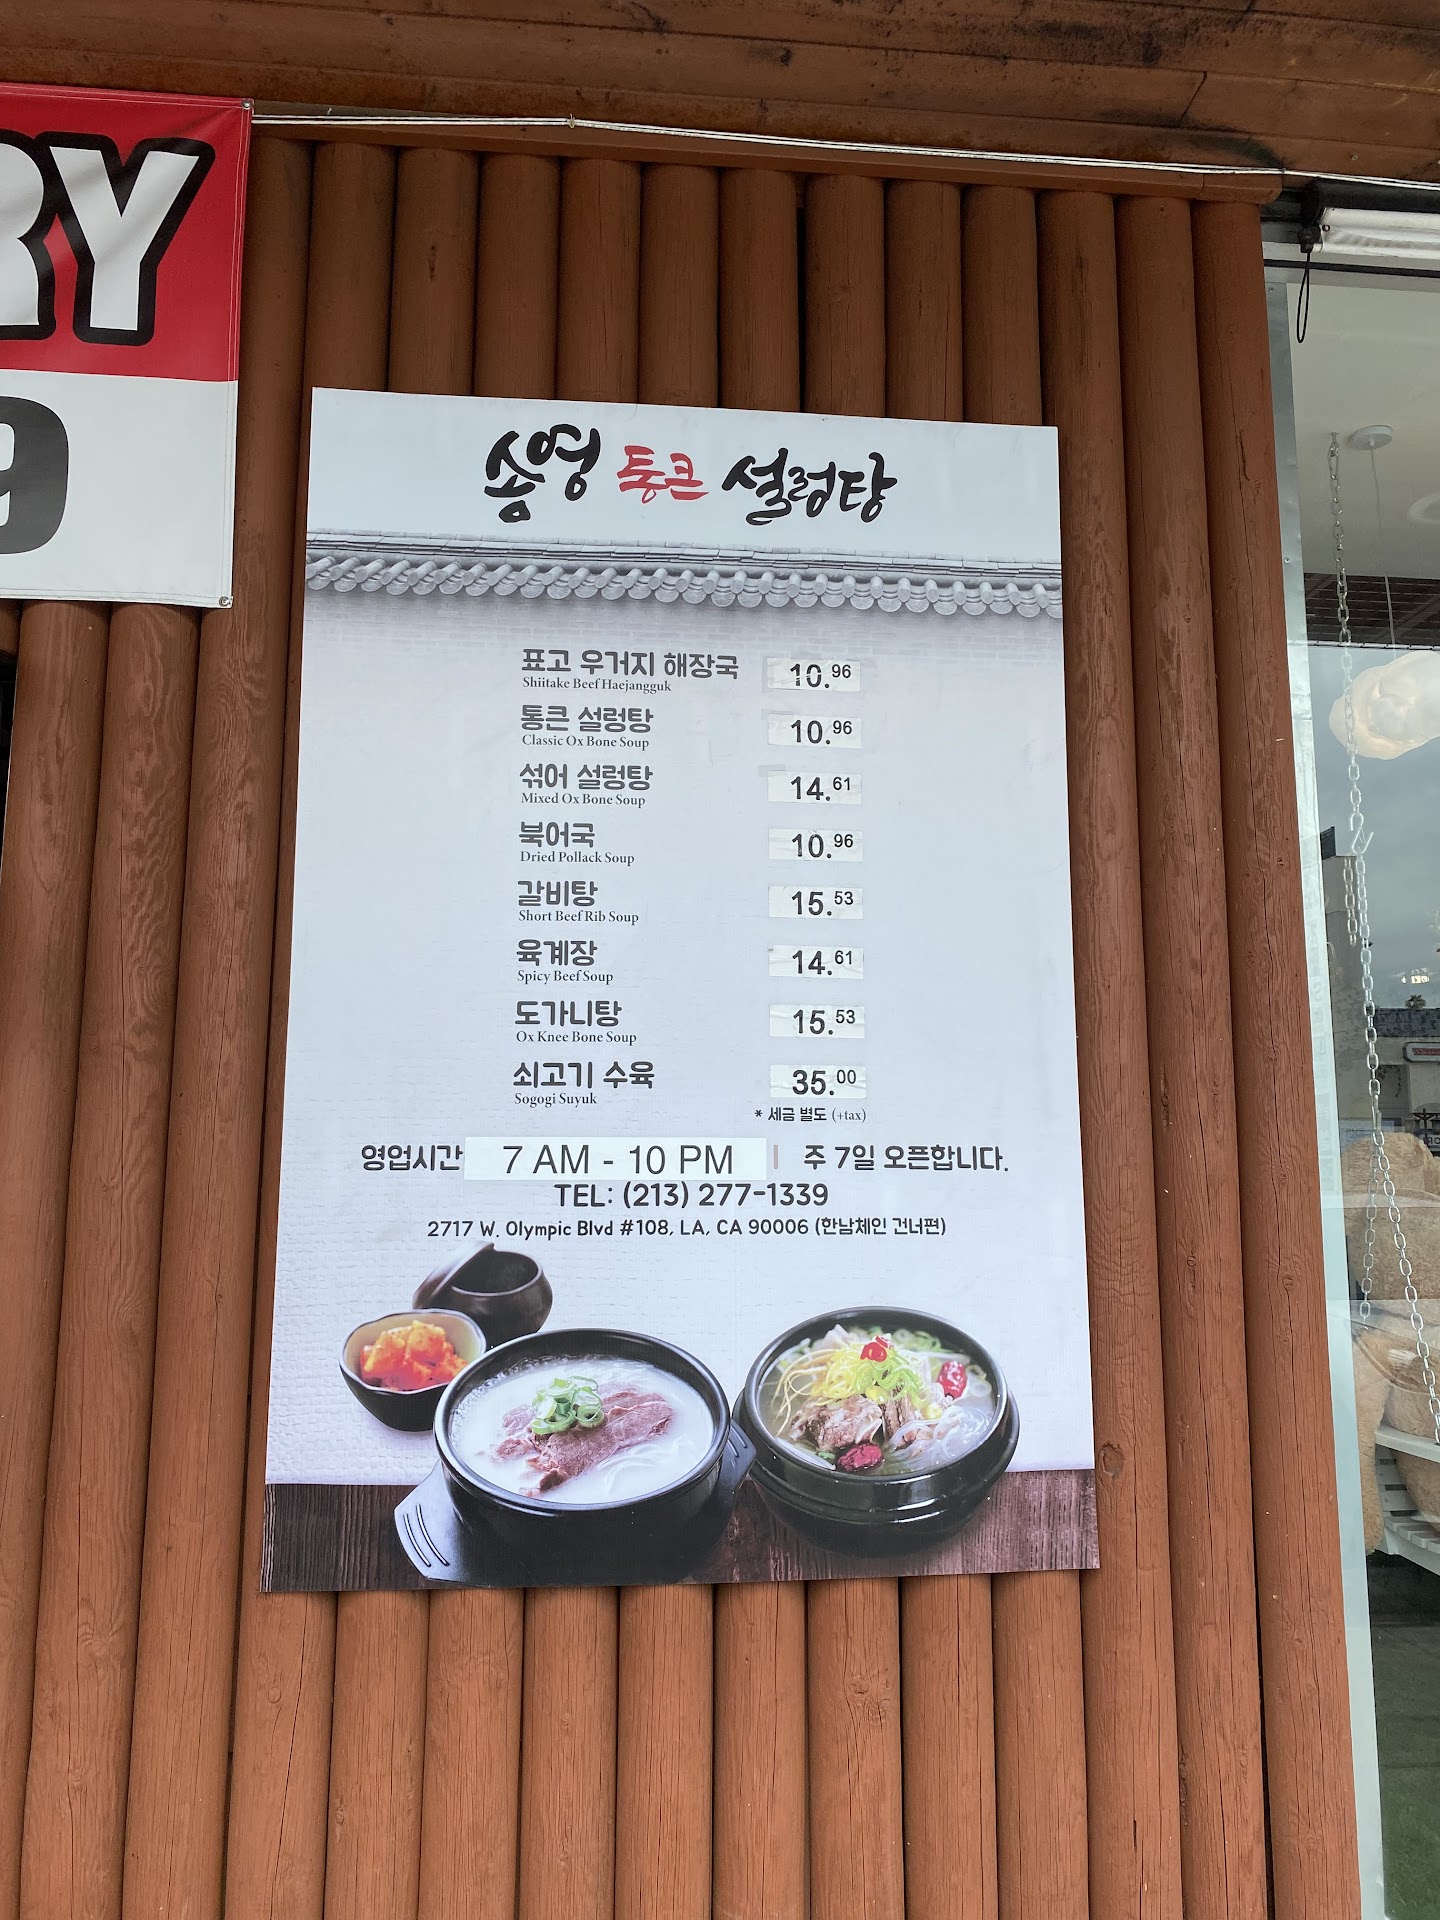 RY
9
송영 통큰 설렁탕
표고 우거지 해장국 10.96
Shiitake Beef Haejangguk
통큰 설렁탕 10.96
Classic Ox Bone Soup
섞어 설렁탕 14.61
Mixed Ox Bone Soup
북어국 10.96
Dried Pollack Soup
갈비탕 15.53
Short Beef Rib Soup
육계장 14.61
Spicy Beef Soup
도가니탕 15.53
Ox Knee Bone Soup
쇠고기 수육 35.00
Sogogi Suyuk
* 세금 별도 (+tax)
영업시간 7 AM - 10 PM | 주 7일 오픈합니다.
TEL: (213) 277-1339
2717 W. Olympic Blvd #108, LA, CA 90006 (한남체인 건너편)